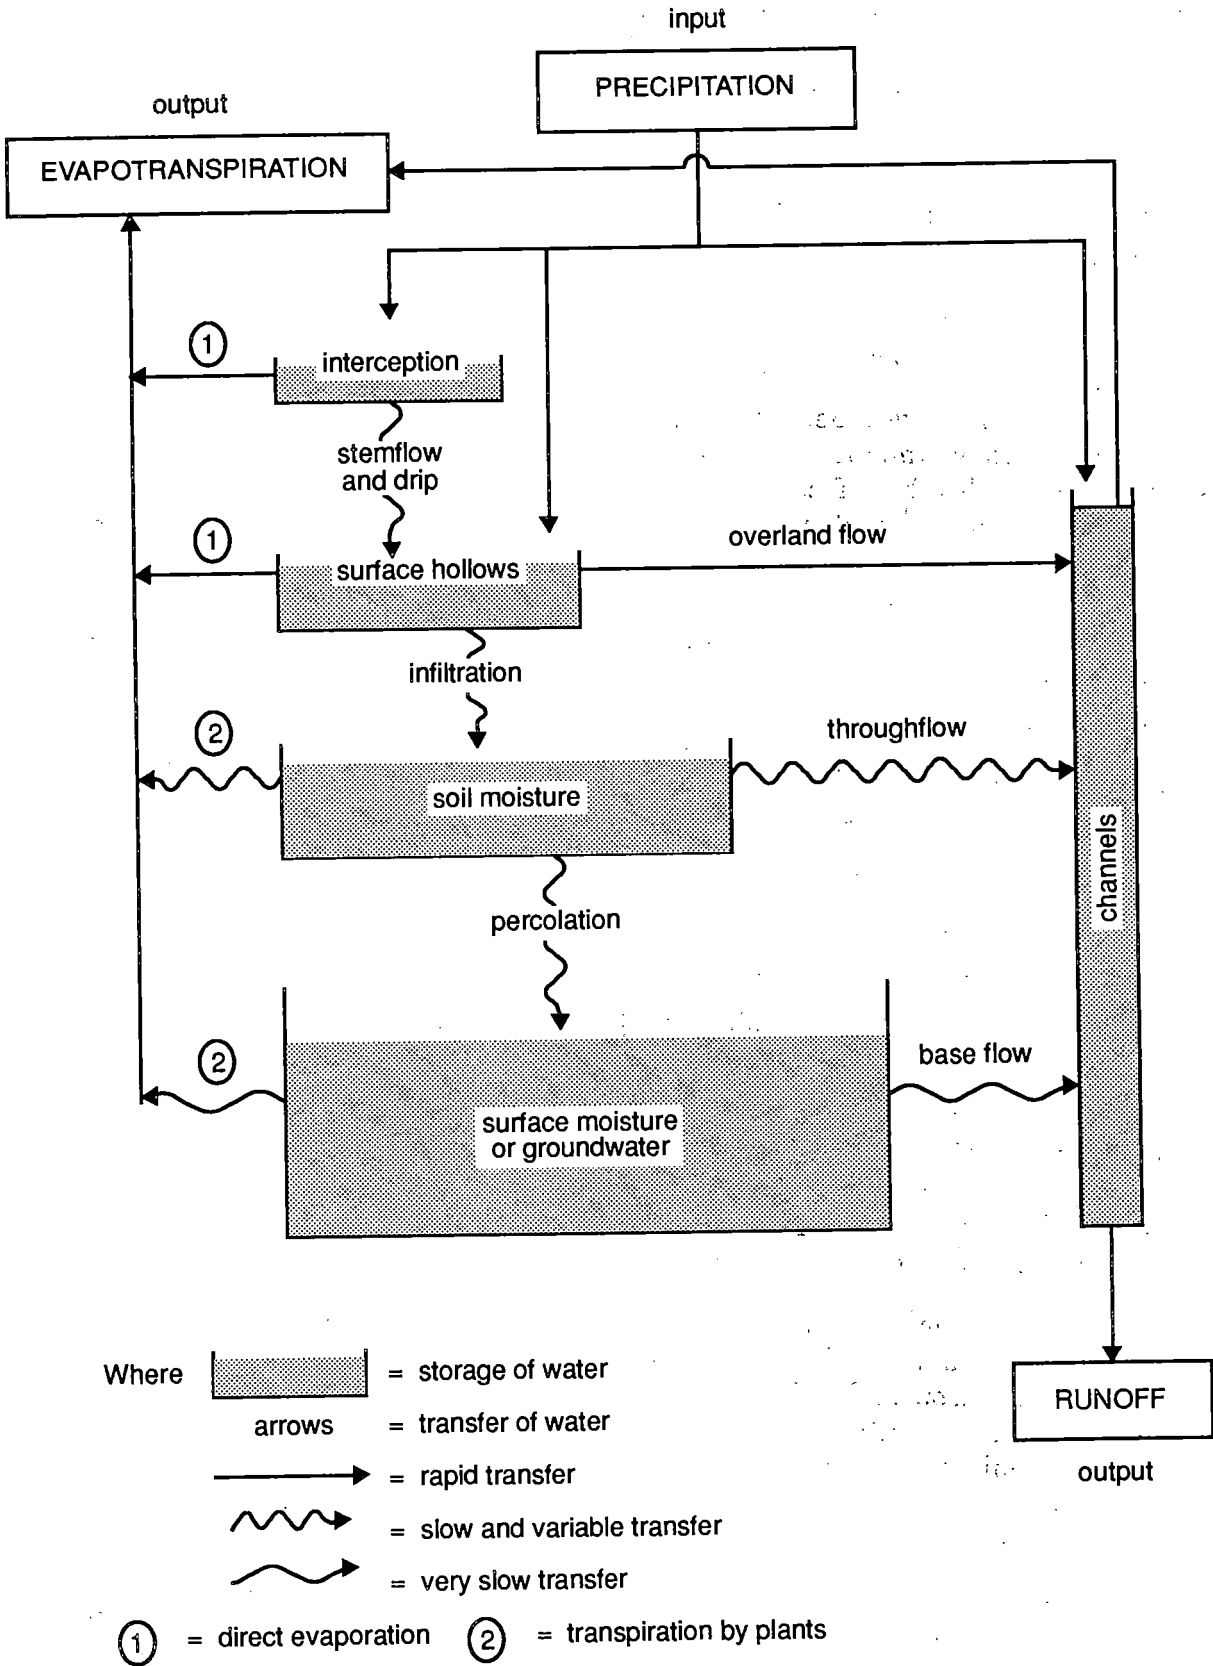 input
PRECIPITATION
output
EVAPOTRANSPIRATION
1
interception
stemflow
and drip
1
surface hollows
overland flow
infiltration
2
throughflow
soil moisture
channels
percolation
2
base flow
surface moisture
or groundwater
Where = storage of water
arrows = transfer of water
= rapid transfer
= slow and variable transfer
= very slow transfer
1 = direct evaporation 2 = transpiration by plants
RUNOFF
output